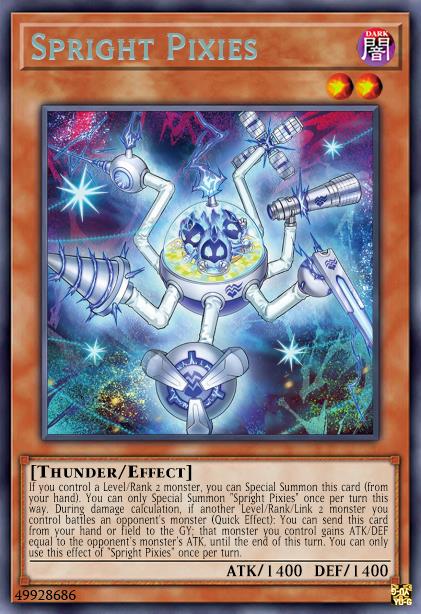 Spright Pixies
DARK
闇
[Thunder/Effect]
If you control a Level/Rank 2 monster, you can Special Summon this card (from
your hand). You can only Special Summon "Spright Pixies" once per turn this
way. During damage calculation, if another Level/Rank/Link 2 monster you
control battles an opponent's monster (Quick Effect): You can send this card
from your hand or field to the GY; that monster you control gains ATK/DEF
equal to the opponent's monster's ATK, until the end of this turn. You can only
use this effect of "Spright Pixies" once per turn.
ATK/1400 DEF/1400
49928686